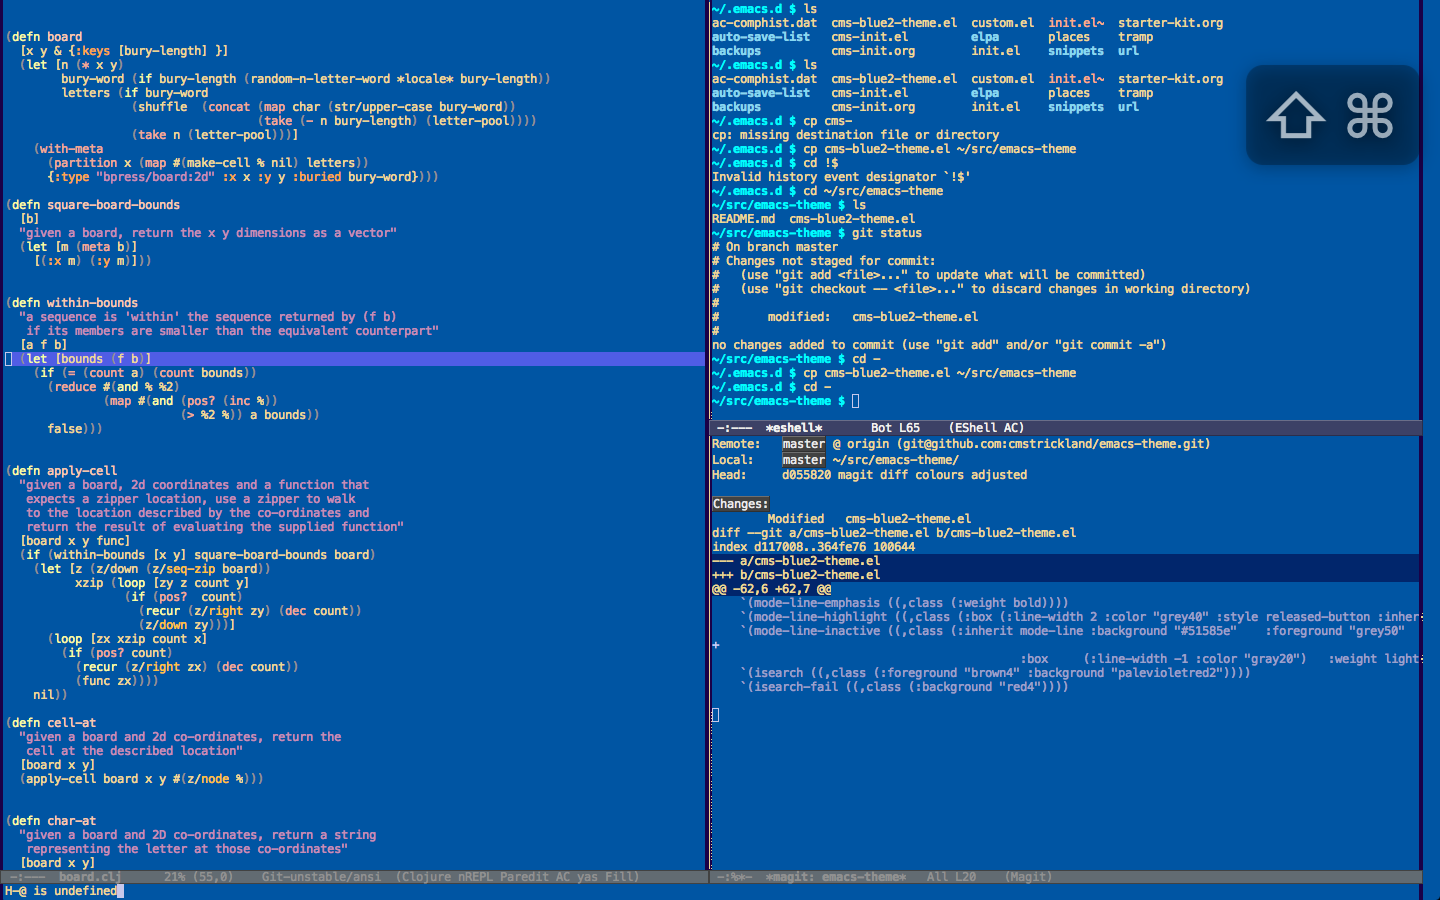 (defn board
  [x y & {:keys [bury-length] }]
  (let [n (* x y)
        bury-word (if bury-length (random-n-letter-word *locale* bury-length))
        letters (if bury-word
                  (shuffle  (concat (map char (str/upper-case bury-word))
                                    (take (- n bury-length) (letter-pool))))
                  (take n (letter-pool)))]
    (with-meta
      (partition x (map #(make-cell % nil) letters))
      {:type "bpress/board:2d" :x x :y y :buried bury-word})))
(defn square-board-bounds
  [b]
  "given a board, return the x y dimensions as a vector"
  (let [m (meta b)]
    [(:x m) (:y m)]))
(defn within-bounds
  "a sequence is 'within' the sequence returned by (f b)
   if its members are smaller than the equivalent counterpart"
  [a f b]
  (let [bounds (f b)]
    (if (= (count a) (count bounds))
      (reduce #(and % %2)
              (map #(and (pos? (inc %))
                         (> %2 %)) a bounds))
      false)))
(defn apply-cell
  "given a board, 2d coordinates and a function that
   expects a zipper location, use a zipper to walk
   to the location described by the co-ordinates and
   return the result of evaluating the supplied function"
  [board x y func]
  (if (within-bounds [x y] square-board-bounds board)
    (let [z (z/down (z/seq-zip board))
          xzip (loop [zy z count y]
                 (if (pos?  count)
                   (recur (z/right zy) (dec count))
                   (z/down zy)))]
      (loop [zx xzip count x]
        (if (pos? count)
          (recur (z/right zx) (dec count))
          (func zx))))
    nil))
(defn cell-at
  "given a board and 2d co-ordinates, return the
   cell at the described location"
  [board x y]
  (apply-cell board x y #(z/node %)))
(defn char-at
  "given a board and 2D co-ordinates, return a string
   representing the letter at those co-ordinates"
  [board x y]
-:---  board.clj      21% (55,0)    Git-unstable/ansi  (Clojure nREPL Paredit AC yas Fill)
H-@ is undefined
~/.emacs.d $ ls
ac-comphist.dat  cms-blue2-theme.el  custom.el  init.el~  starter-kit.org
auto-save-list   cms-init.el         elpa       places    tramp
backups          cms-init.org        init.el    snippets  url
~/.emacs.d $ ls
ac-comphist.dat  cms-blue2-theme.el  custom.el  init.el~  starter-kit.org
auto-save-list   cms-init.el         elpa       places    tramp
backups          cms-init.org        init.el    snippets  url
~/.emacs.d $ cp cms-
cp: missing destination file or directory
~/.emacs.d $ cp cms-blue2-theme.el ~/src/emacs-theme
~/.emacs.d $ cd !$
Invalid history event designator `!$'
~/.emacs.d $ cd ~/src/emacs-theme
~/src/emacs-theme $ ls
README.md  cms-blue2-theme.el
~/src/emacs-theme $ git status
# On branch master
# Changes not staged for commit:
#   (use "git add <file>..." to update what will be committed)
#   (use "git checkout -- <file>..." to discard changes in working directory)
#
#       modified:   cms-blue2-theme.el
#
no changes added to commit (use "git add" and/or "git commit -a")
~/src/emacs-theme $ cd -
~/.emacs.d $ cp cms-blue2-theme.el ~/src/emacs-theme
~/.emacs.d $ cd -
~/src/emacs-theme $
-:---  *eshell*       Bot L65    (EShell AC)
Remote:   master @ origin (git@github.com:cmstrickland/emacs-theme.git)
Local:    master ~/src/emacs-theme/
Head:     d055820 magit diff colours adjusted
Changes:
        Modified   cms-blue2-theme.el
diff --git a/cms-blue2-theme.el b/cms-blue2-theme.el
index d117008..364fe76 100644
--- a/cms-blue2-theme.el
+++ b/cms-blue2-theme.el
@@ -62,6 +62,7 @@
    `(mode-line-emphasis ((,class (:weight bold))))
    `(mode-line-highlight ((,class (:box (:line-width 2 :color "grey40" :style released-button :inher
    `(mode-line-inactive ((,class (:inherit mode-line :background "#51585e"    :foreground "grey50"
+
                                            :box     (:line-width -1 :color "gray20")   :weight light
    `(isearch ((,class (:foreground "brown4" :background "palevioletred2"))))
    `(isearch-fail ((,class (:background "red4"))))
-:%*-  *magit: emacs-theme*   All L20    (Magit)
⇧ ⌘